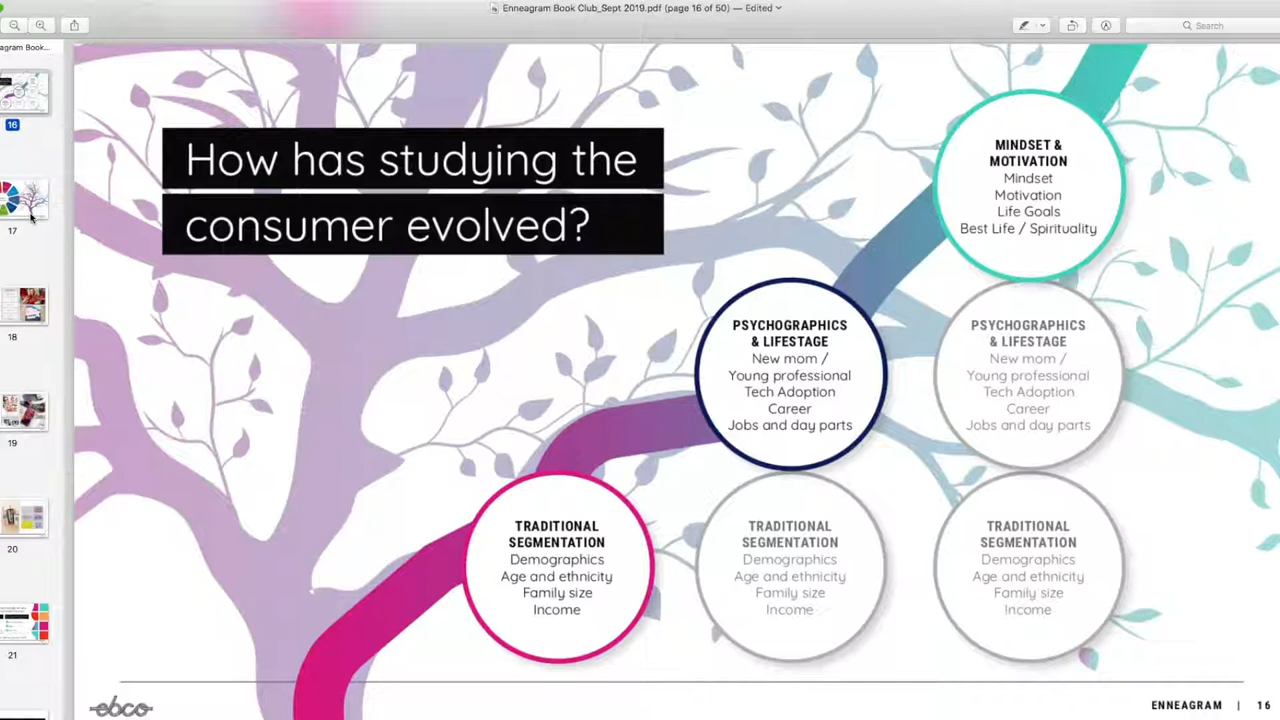 Enneagram Book Club_Sept 2019.pdf (page 16 of 50) — Edited
Search
agram Book...
16
17
18
19
20
21
How has studying the
consumer evolved?
MINDSET &
MOTIVATION
Mindset
Motivation
Life Goals
Best Life / Spirituality
PSYCHOGRAPHICS
& LIFESTAGE
New mom /
Young professional
Tech Adoption
Career
Jobs and day parts
PSYCHOGRAPHICS
& LIFESTAGE
New mom /
Young professional
Tech Adoption
Career
Jobs and day parts
TRADITIONAL
SEGMENTATION
Demographics
Age and ethnicity
Family size
Income
TRADITIONAL
SEGMENTATION
Demographics
Age and ethnicity
Family size
Income
TRADITIONAL
SEGMENTATION
Demographics
Age and ethnicity
Family size
Income
ebco
ENNEAGRAM | 16